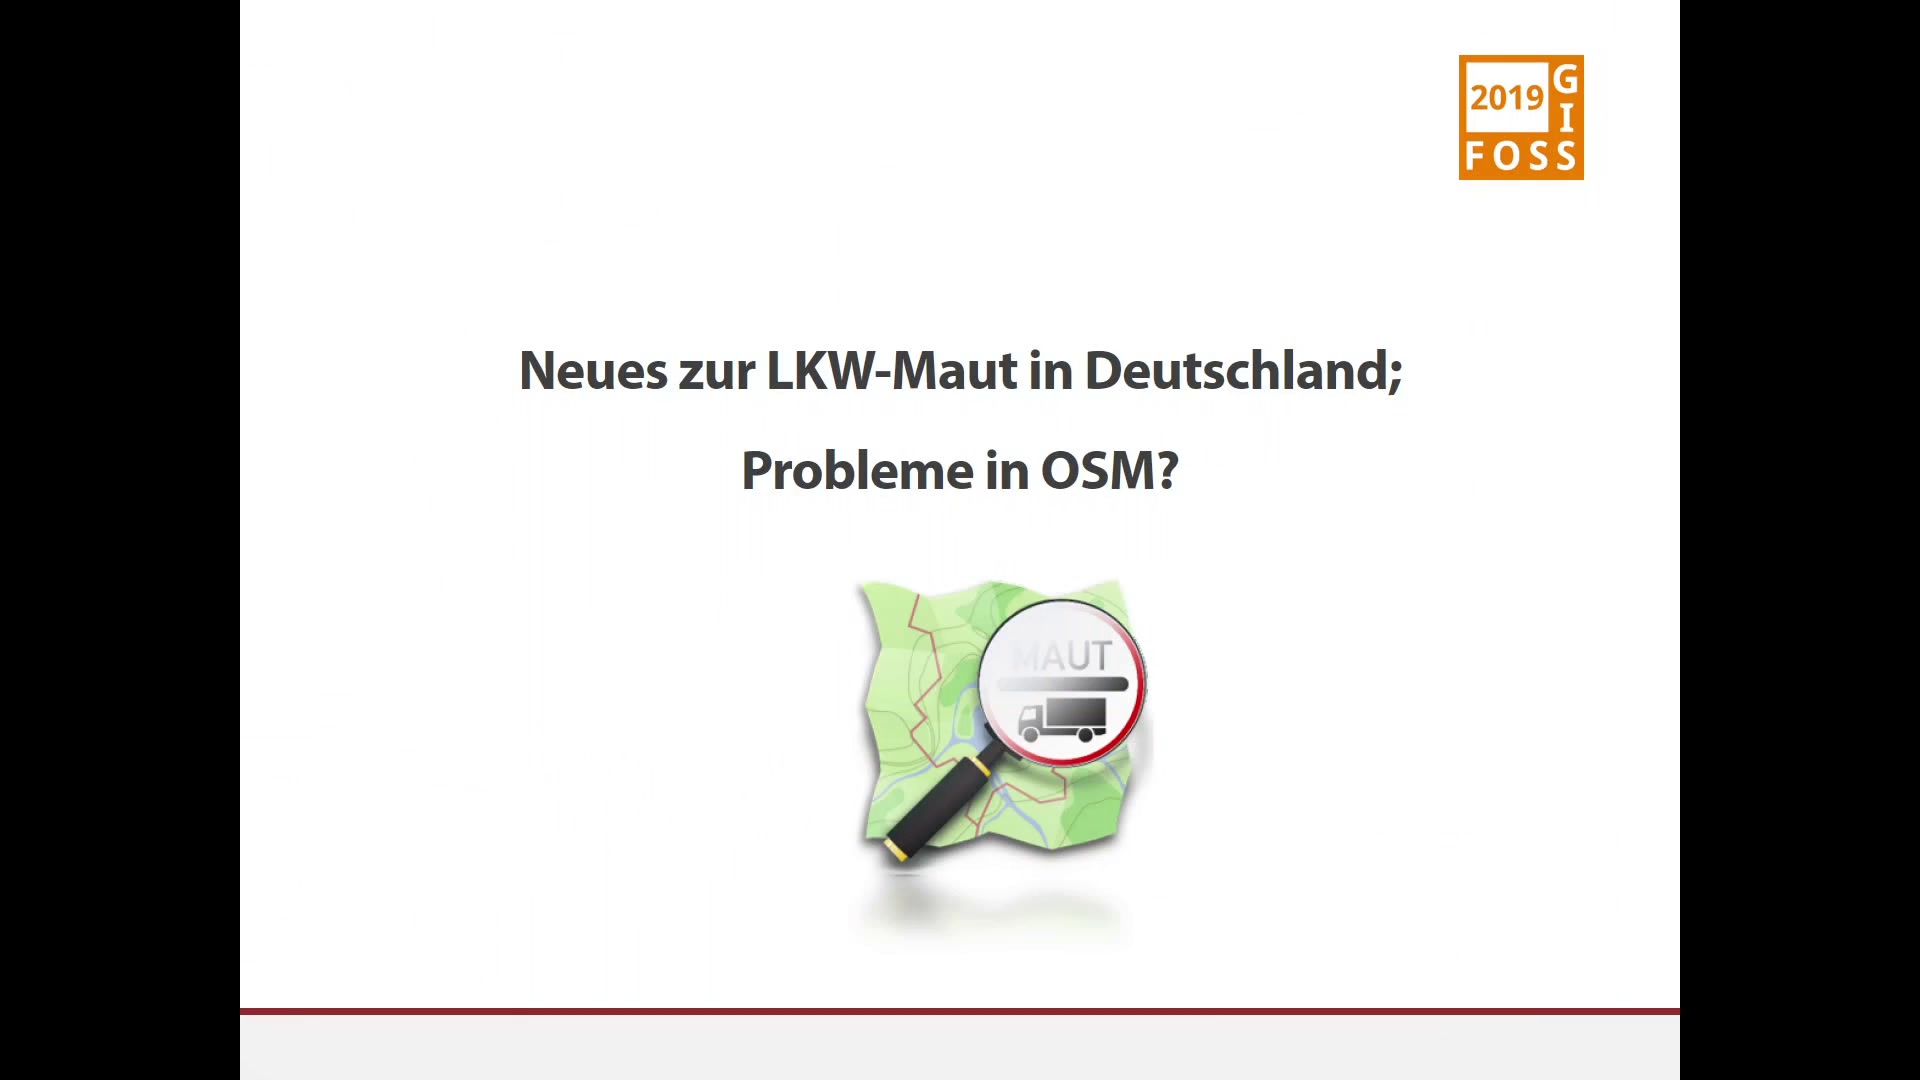 2019
G
I
FOSS
Neues zur LKW-Maut in Deutschland;
Probleme in OSM?
MAUT